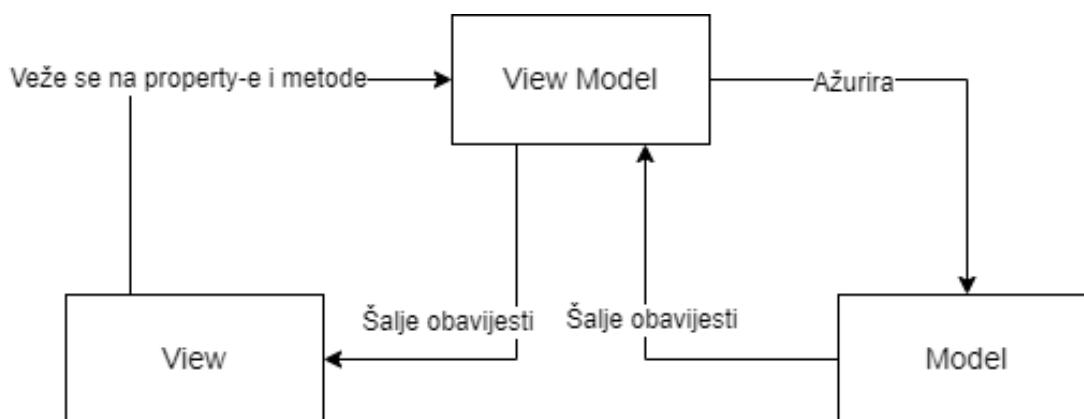 Veže se na property-e i metode
View Model
Ažurira
Šalje obavijesti
Šalje obavijesti
View
Model